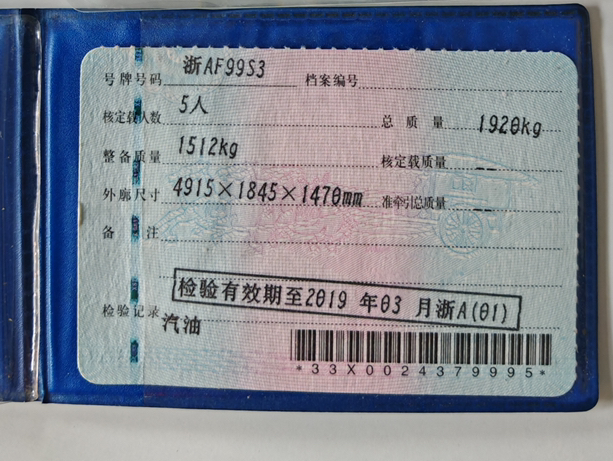 号牌号码 浙AF99S3 档案编号
核定载人数 5人 总质量 1920kg
整备质量 1512kg 核定载质量 --
外廓尺寸 4915×1845×1470mm 准牵引总质量 --
备注
检验有效期至2019年03月浙A(01)
检验记录
汽油
*33X0024379995*